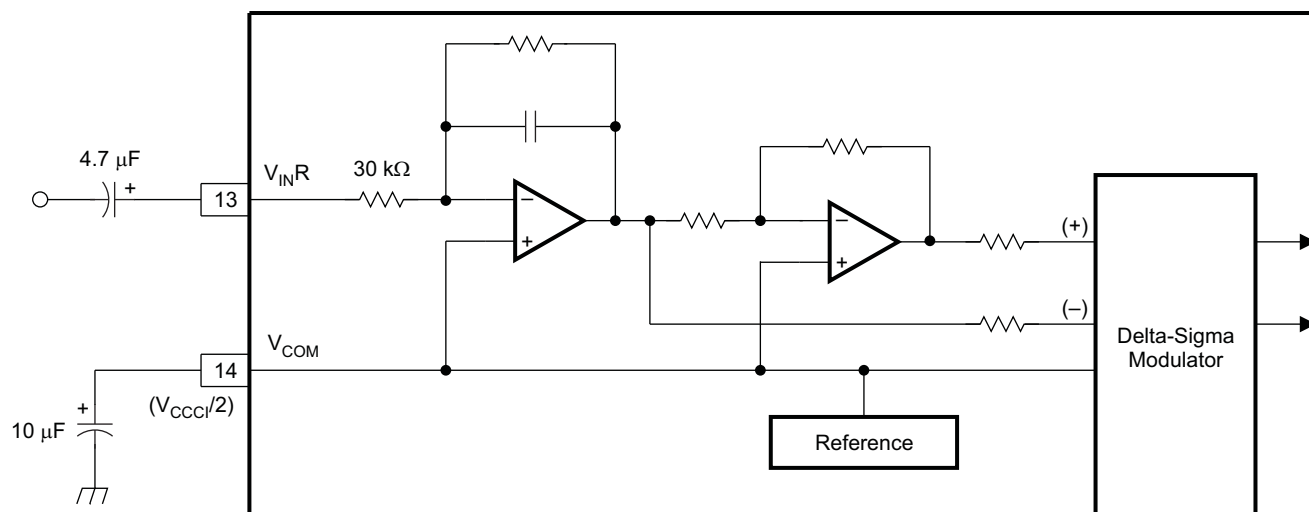 4.7 μF
+
13
V_INR
30 kΩ
–
+
–
+
(+)
(–)
Delta-Sigma
Modulator
V_COM
14
(V_CCCI/2)
+
10 μF
Reference